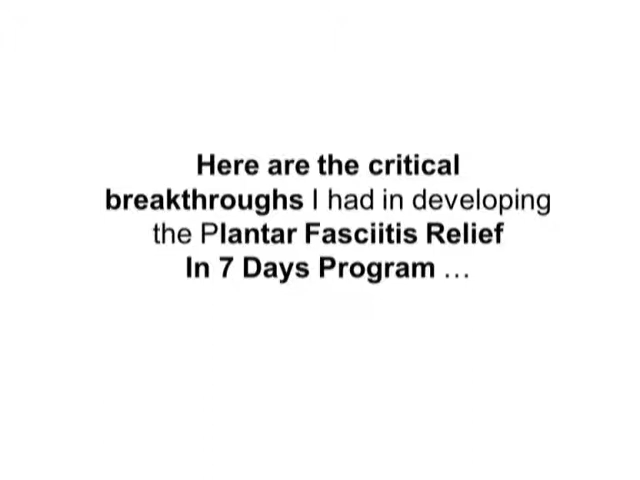 Here are the critical
breakthroughs I had in developing
the Plantar Fasciitis Relief
In 7 Days Program ...